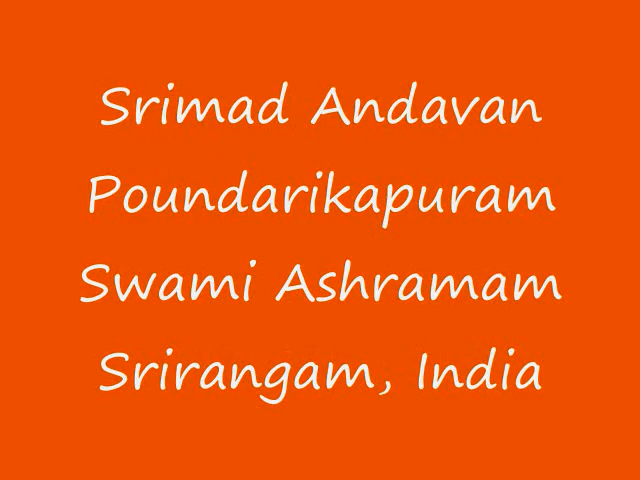 Srimad Andavan
Poundarikapuram
Swami Ashramam
Srirangam, India